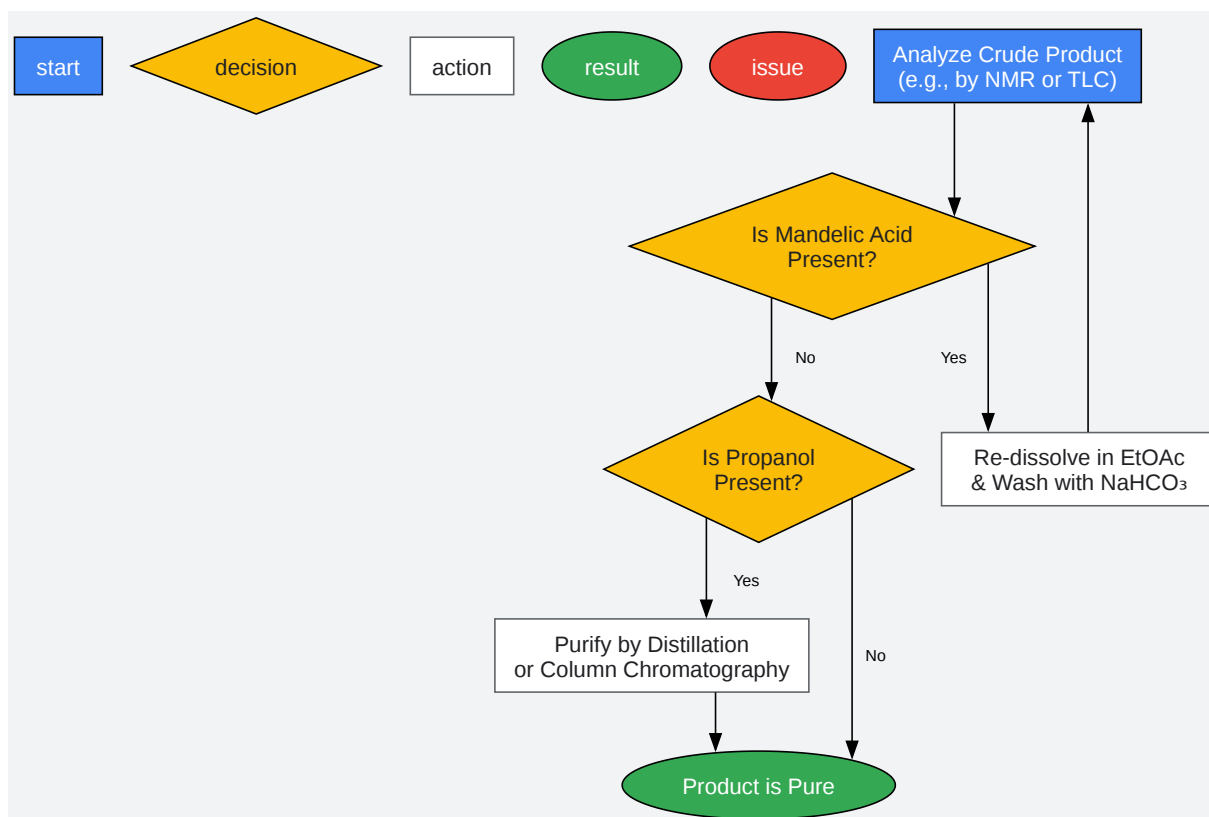 start
decision
action
result
issue
Analyze Crude Product
(e.g., by NMR or TLC)
Is Mandelic Acid
Present?
No
Yes
Is Propanol
Present?
Re-dissolve in EtOAc
& Wash with NaHCO₃
Yes
Purify by Distillation
or Column Chromatography
No
Product is Pure